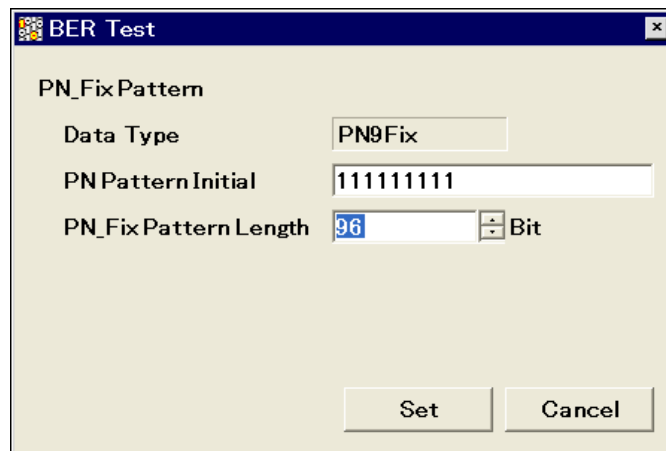 BER Test
PN_Fix Pattern
Data Type PN9Fix
PN Pattern Initial 111111111
PN_Fix Pattern Length 96 Bit
Set Cancel